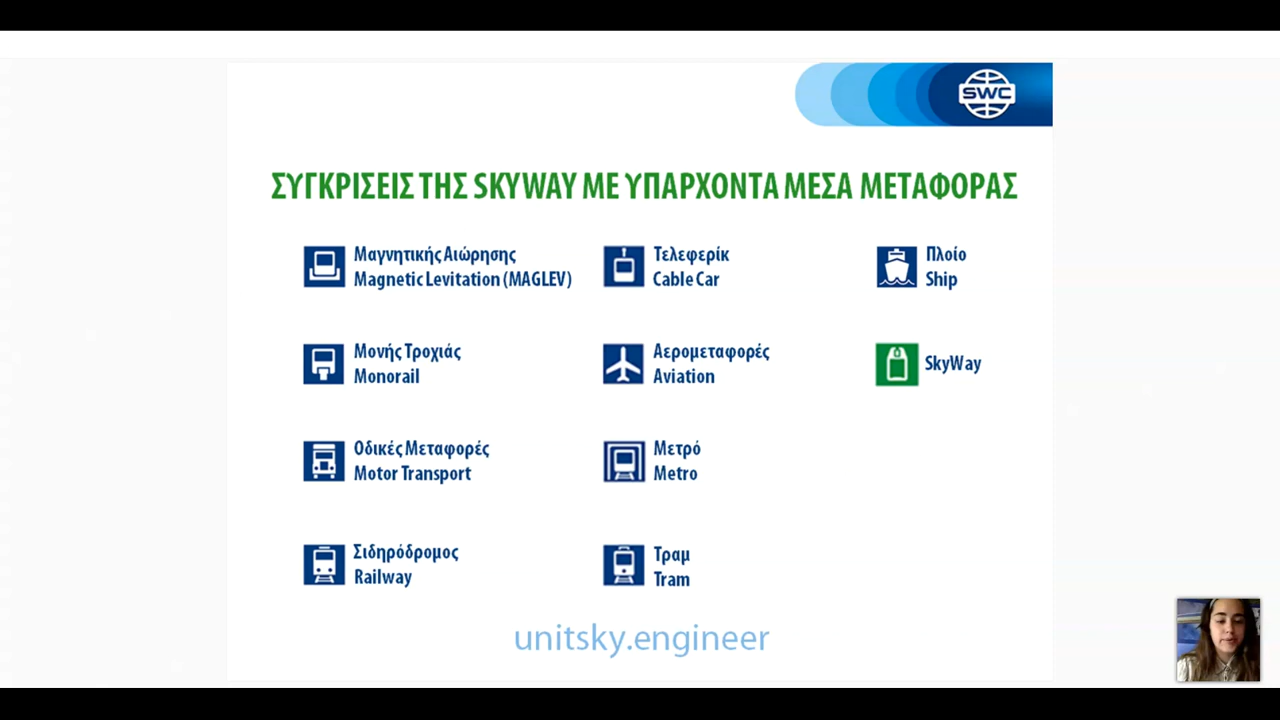 SWC
ΣΥΓΚΡΙΣΕΙΣ ΤΗΣ SKYWAY ΜΕ ΥΠΑΡΧΟΝΤΑ ΜΕΣΑ ΜΕΤΑΦΟΡΑΣ
Μαγνητικής Αιώρησης
Magnetic Levitation (MAGLEV)
Μονής Τροχιάς
Monorail
Οδικές Μεταφορές
Motor Transport
Σιδηρόδρομος
Railway
Τελεφερίκ
Cable Car
Αερομεταφορές
Aviation
Μετρό
Metro
Τραμ
Tram
Πλοίο
Ship
SkyWay
unitsky.engineer